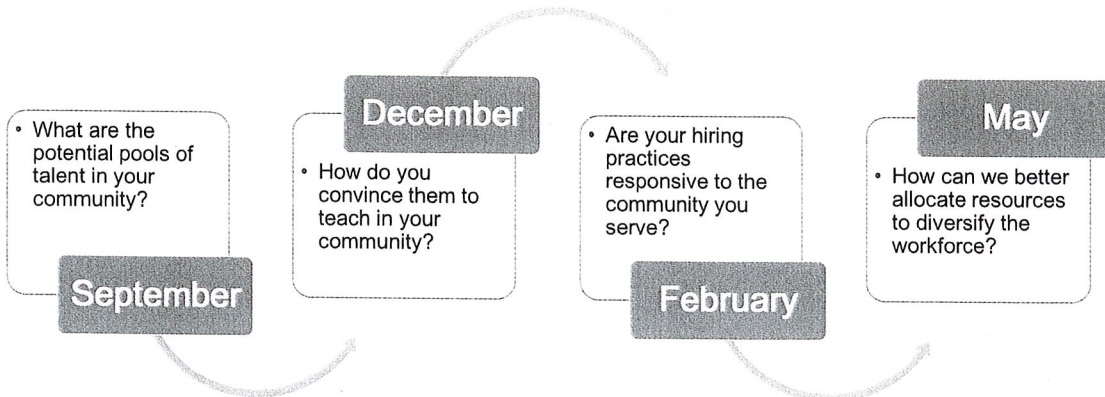 • What are the
potential pools of
talent in your
community?
September
December
• How do you
convince them to
teach in your
community?
• Are your hiring
practices
responsive to the
community you
serve?
February
May
• How can we better
allocate resources
to diversify the
workforce?